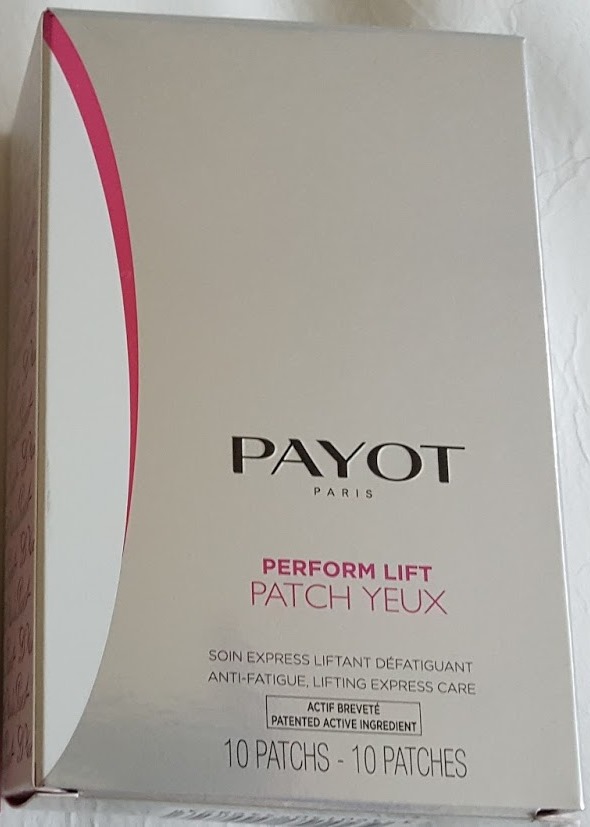 PAYOT
PARIS
PERFORM LIFT
PATCH YEUX
SOIN EXPRESS LIFTANT DÉFATIGUANT
ANTI-FATIGUE, LIFTING EXPRESS CARE
ACTIF BREVETÉ
PATENTED ACTIVE INGREDIENT
10 PATCHS - 10 PATCHES